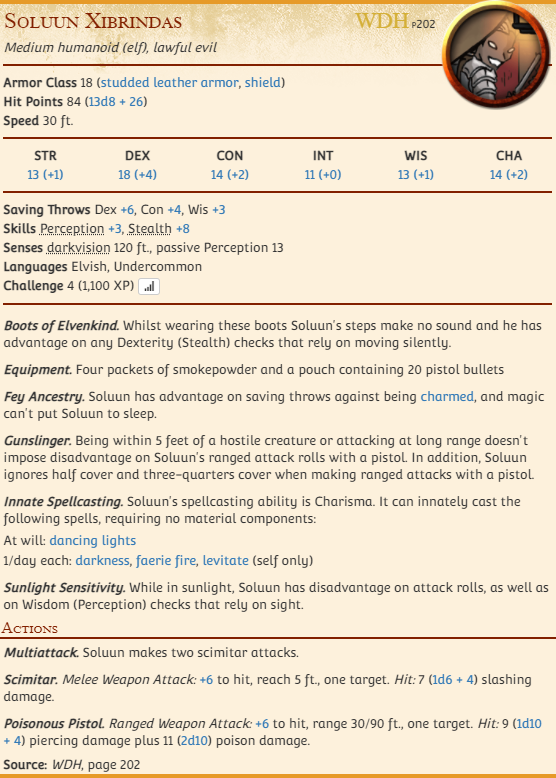 Soluun Xibrindas WDH P202
Medium humanoid (elf), lawful evil
Armor Class 18 (studded leather armor, shield)
Hit Points 84 (13d8 + 26)
Speed 30 ft.
STR DEX CON INT WIS CHA
13 (+1) 18 (+4) 14 (+2) 11 (+0) 13 (+1) 14 (+2)
Saving Throws Dex +6, Con +4, Wis +3
Skills Perception +3, Stealth +8
Senses darkvision 120 ft., passive Perception 13
Languages Elvish, Undercommon
Challenge 4 (1,100 XP)
Boots of Elvenkind. Whilst wearing these boots Soluun's steps make no sound and he has
advantage on any Dexterity (Stealth) checks that rely on moving silently.
Equipment. Four packets of smokepowder and a pouch containing 20 pistol bullets
Fey Ancestry. Soluun has advantage on saving throws against being charmed, and magic
can't put Soluun to sleep.
Gunslinger. Being within 5 feet of a hostile creature or attacking at long range doesn't
impose disadvantage on Soluun's ranged attack rolls with a pistol. In addition, Soluun
ignores half cover and three-quarters cover when making ranged attacks with a pistol.
Innate Spellcasting. Soluun's spellcasting ability is Charisma. It can innately cast the
following spells, requiring no material components:
At will: dancing lights
1/day each: darkness, faerie fire, levitate (self only)
Sunlight Sensitivity. While in sunlight, Soluun has disadvantage on attack rolls, as well as
on Wisdom (Perception) checks that rely on sight.
Actions
Multiattack. Soluun makes two scimitar attacks.
Scimitar. Melee Weapon Attack: +6 to hit, reach 5 ft., one target. Hit: 7 (1d6 + 4) slashing
damage.
Poisonous Pistol. Ranged Weapon Attack: +6 to hit, range 30/90 ft., one target. Hit: 9 (1d10
+ 4) piercing damage plus 11 (2d10) poison damage.
Source: WDH, page 202